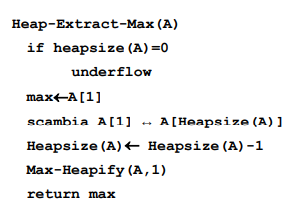 Heap-Extract-Max(A)
if heapsize(A)=0
underflow
max←A[1]
scambia A[1] ↔ A[Heapsize(A)]
Heapsize(A)← Heapsize(A)-1
Max-Heapify(A,1)
return max